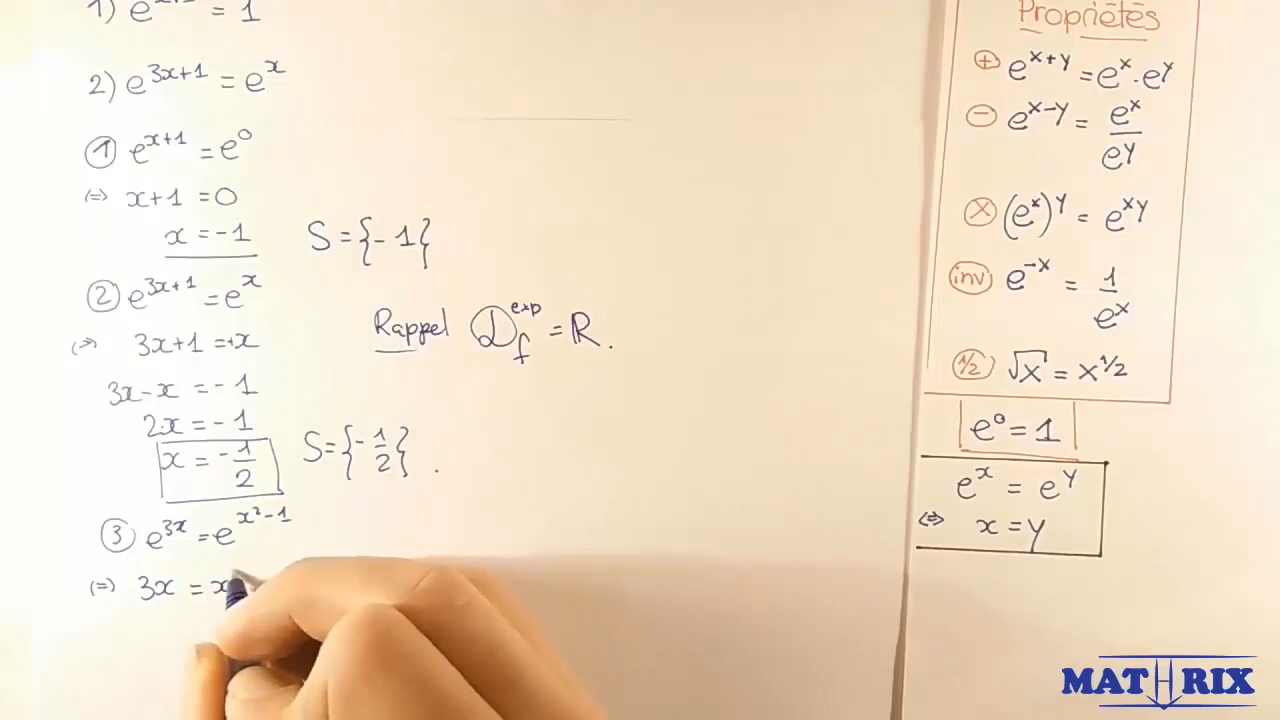 1) e = 1
2) e^{3x+1} = e^x
① e^{x+1} = e^0
(=) x+1 = 0
x = -1
S = {-1}
② e^{3x+1} = e^x
(=) 3x+1 = +x
3x-x = -1
2x = -1
x = -1/2
S = {-1/2}.
Rappel D_f^{exp} = ℝ.
③ e^{3x} = e^{x²-1}
(=) 3x = x
Propriétés
⊕ e^{x+y} = e^x . e^y
⊖ e^{x-y} = e^x/e^y
ⓧ (e^x)^y = e^{xy}
inv e^{-x} = 1/e^x
1/2 √x = x^{1/2}
e^0 = 1
e^x = e^y
⇔ x = y
MATHRIX